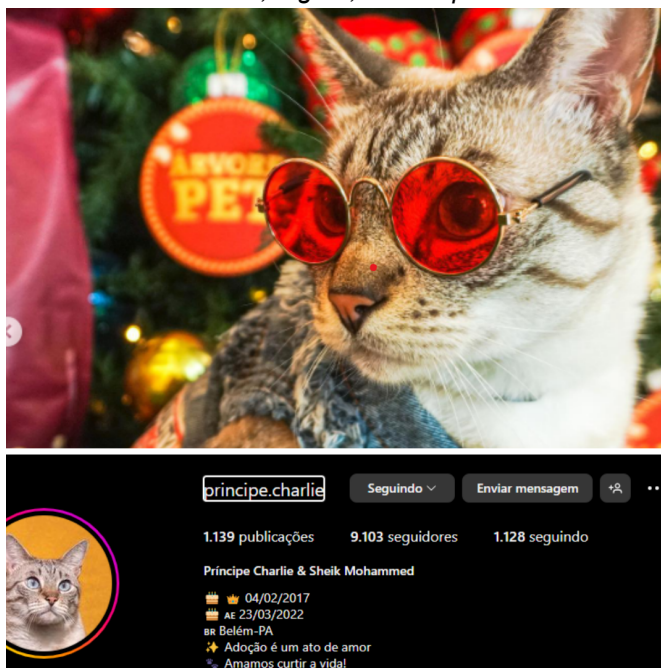 ÁRVORE
PET
principe.charlie
Seguindo
Enviar mensagem
1.139 publicações
9.103 seguidores
1.128 seguindo
Príncipe Charlie & Sheik Mohammed
🎂 👑 04/02/2017
🎂 AE 23/03/2022
BR Belém-PA
✨ Adoção é um ato de amor
🐾 Amamos curtir a vida!